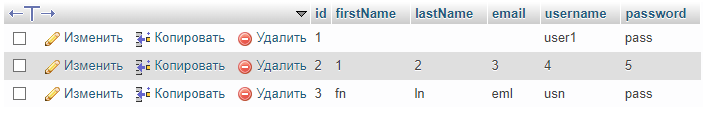 id firstName lastName email username password
Изменить Копировать Удалить 1 user1 pass
Изменить Копировать Удалить 2 1 2 3 4 5
Изменить Копировать Удалить 3 fn ln eml usn pass